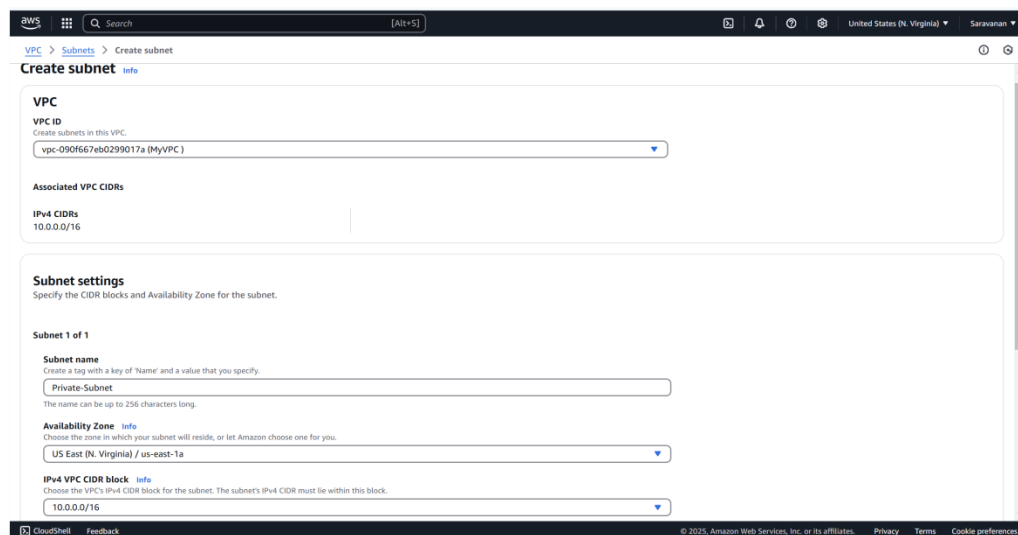 aws Search [Alt+S] United States (N. Virginia) Saravanan
VPC > Subnets > Create subnet
Create subnet Info
VPC
VPC ID
Create subnets in this VPC.
vpc-090f667eb0299017a (MyVPC )
Associated VPC CIDRs
IPv4 CIDRs
10.0.0.0/16
Subnet settings
Specify the CIDR blocks and Availability Zone for the subnet.
Subnet 1 of 1
Subnet name
Create a tag with a key of 'Name' and a value that you specify.
Private-Subnet
The name can be up to 256 characters long.
Availability Zone Info
Choose the zone in which your subnet will reside, or let Amazon choose one for you.
US East (N. Virginia) / us-east-1a
IPv4 VPC CIDR block Info
Choose the VPC's IPv4 CIDR block for the subnet. The subnet's IPv4 CIDR must lie within this block.
10.0.0.0/16
CloudShell Feedback © 2025, Amazon Web Services, Inc. or its affiliates. Privacy Terms Cookie preferences